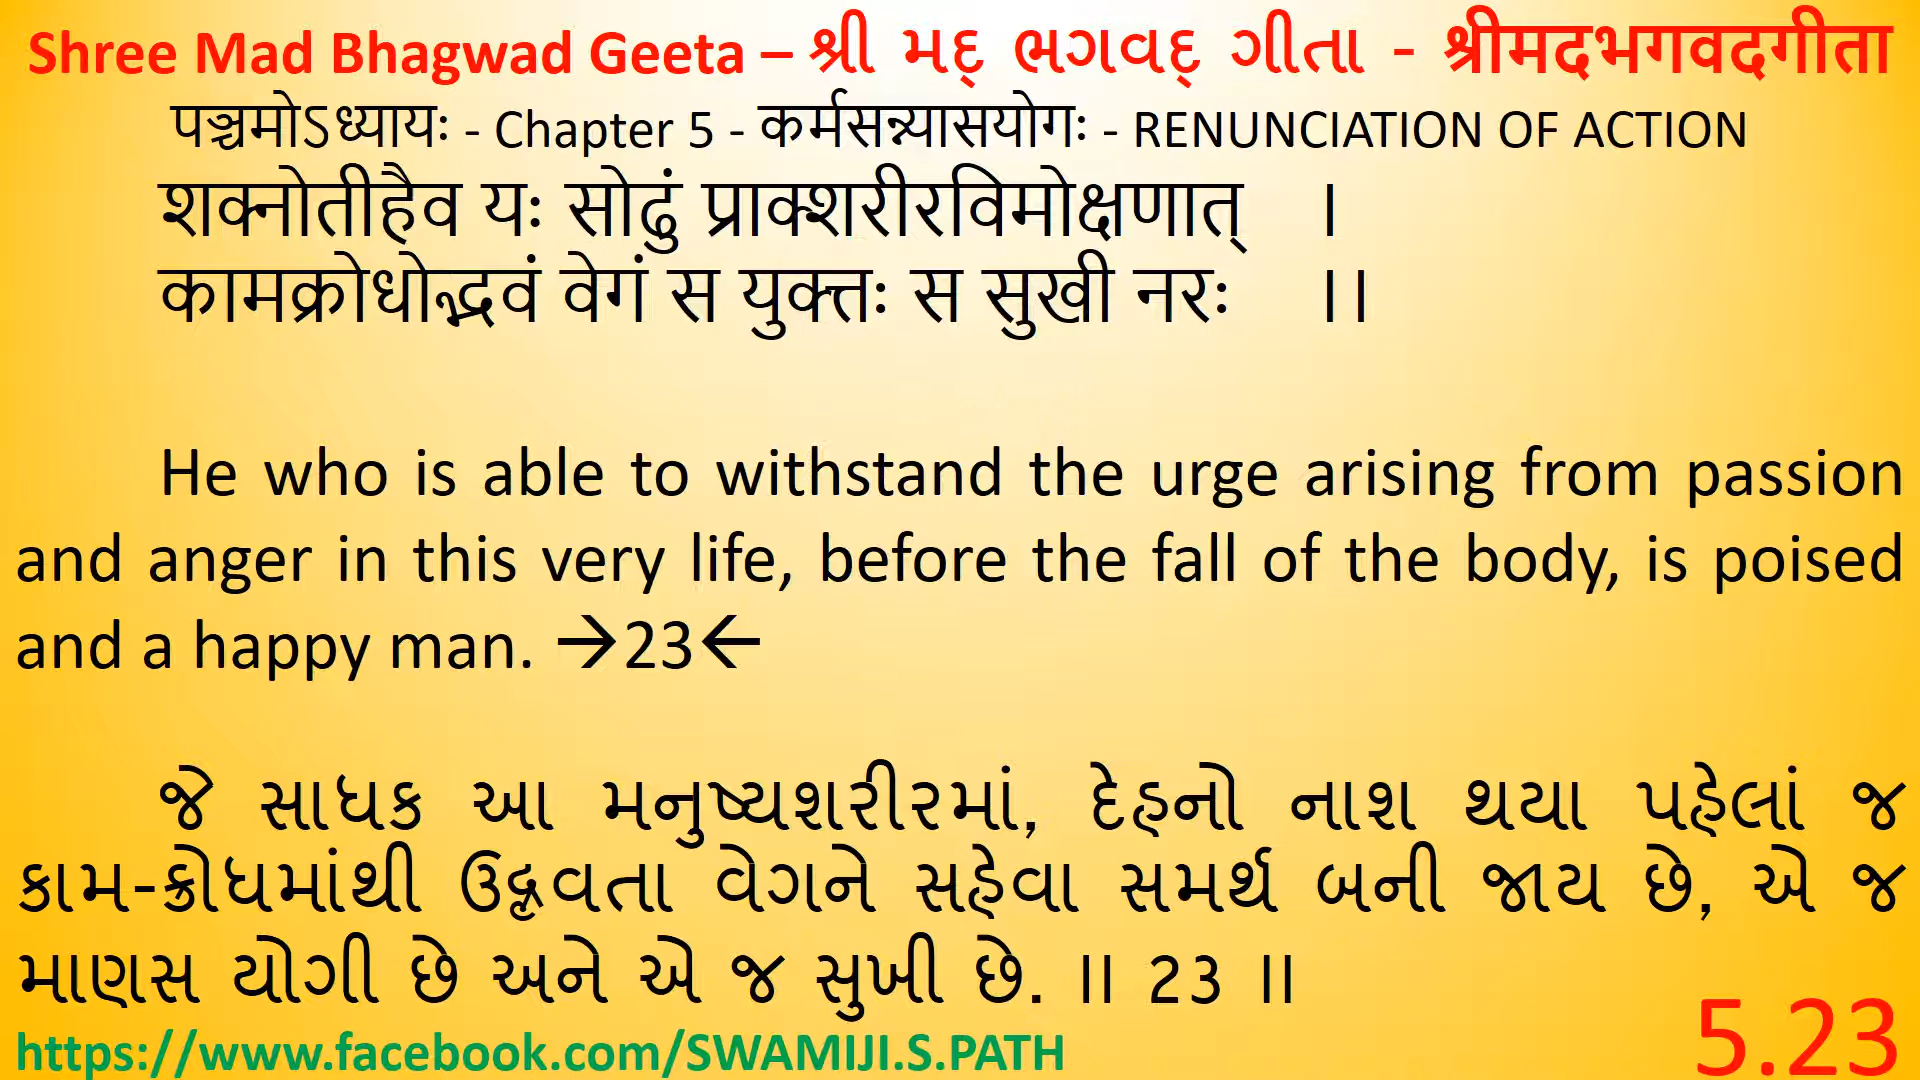 Shree Mad Bhagwad Geeta – શ્રી મદ્ ભગવદ્ ગીતા - श्रीमदभगवदगीता
पञ्चमोऽध्यायः - Chapter 5 - कर्मसन्न्यासयोगः - RENUNCIATION OF ACTION
शक्नोतीहैव यः सोढुं प्राक्शरीरविमोक्षणात् ।
कामक्रोधोद्भवं वेगं स युक्तः स सुखी नरः ।।
He who is able to withstand the urge arising from passion
and anger in this very life, before the fall of the body, is poised
and a happy man. →23←
જે સાધક આ મનુષ્યશરીરમાં, દેહનો નાશ થયા પહેલાં જ
કામ-ક્રોધમાંથી ઉદ્ભવતા વેગને સહેવા સમર્થ બની જાય છે, એ જ
માણસ યોગી છે અને એ જ સુખી છે. ।। 23 ।।
https://www.facebook.com/SWAMIJI.S.PATH
5.23